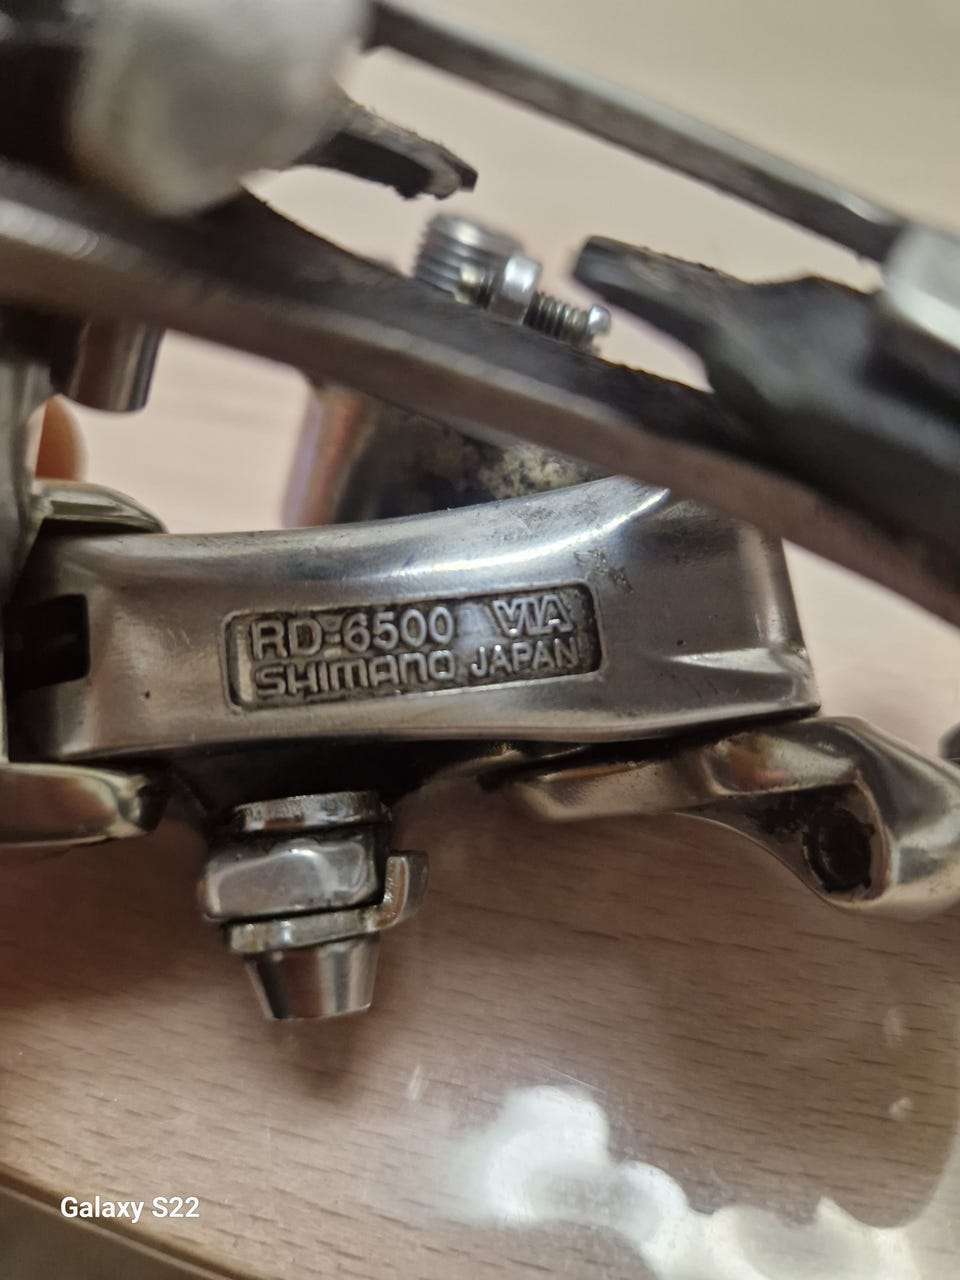 RD-6500 VIA
SHIMANO JAPAN
Galaxy S22